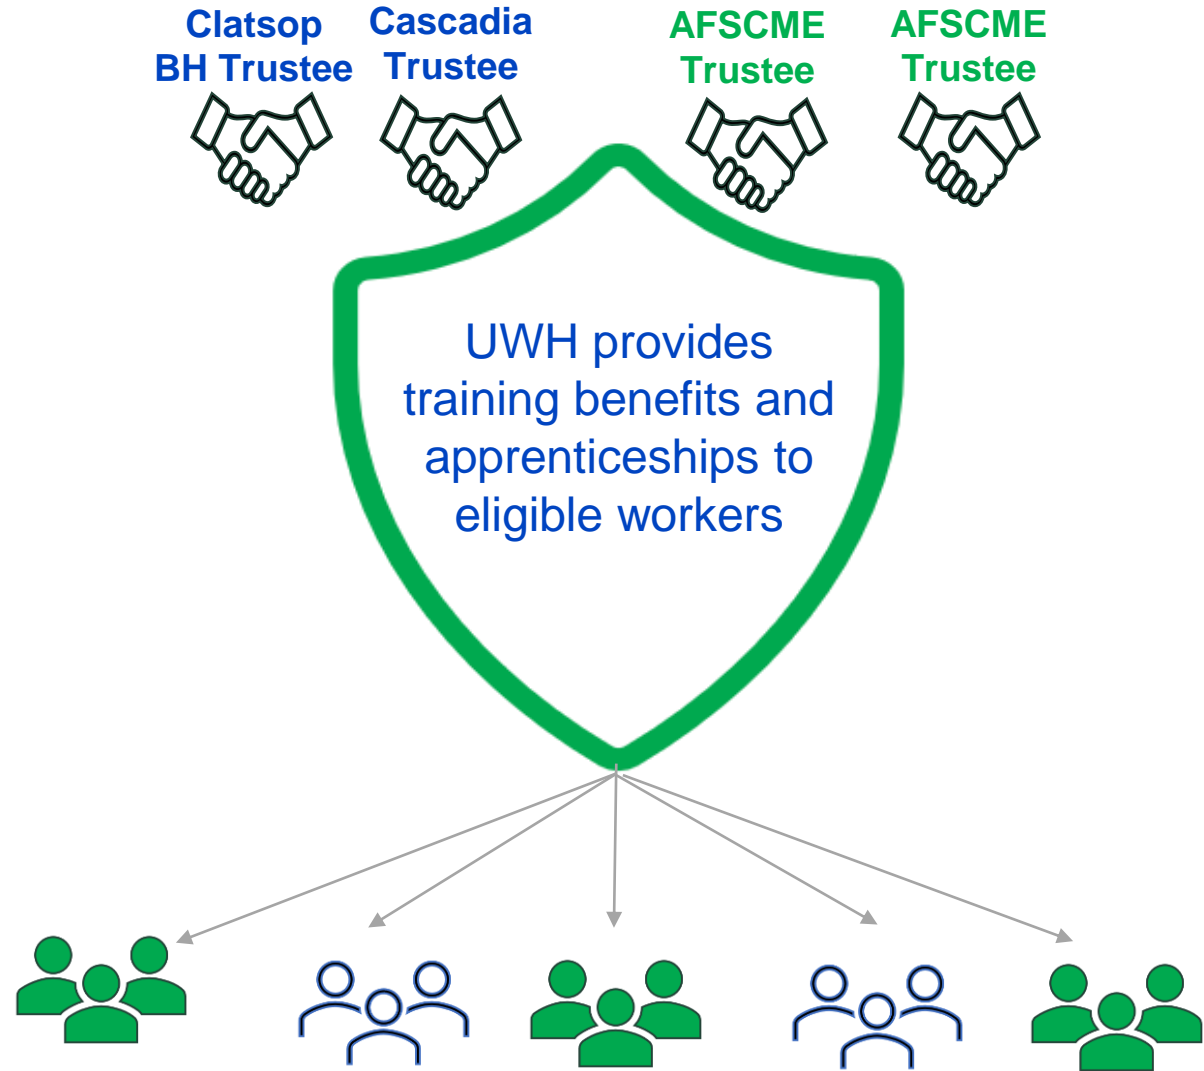 Clatsop
BH Trustee
Cascadia
Trustee
AFSCME
Trustee
AFSCME
Trustee
UWH provides
training benefits and
apprenticeships to
eligible workers